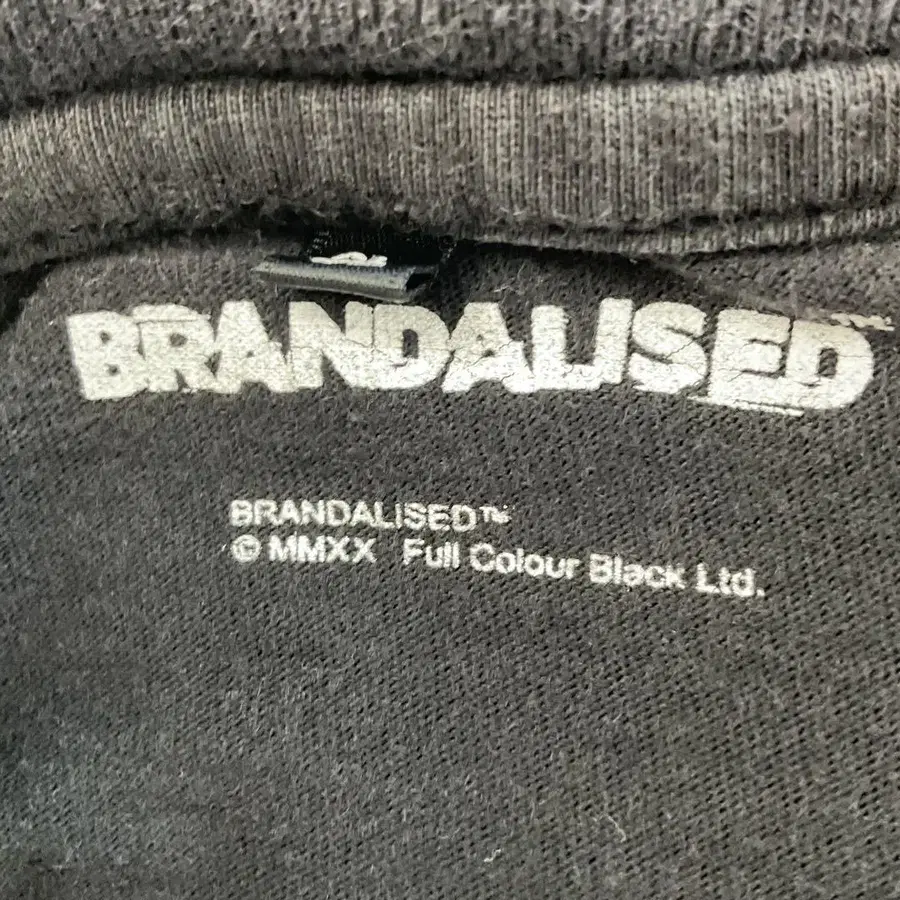 BRANDALISED™
BRANDALISED™
© MMXX Full Colour Black Ltd.